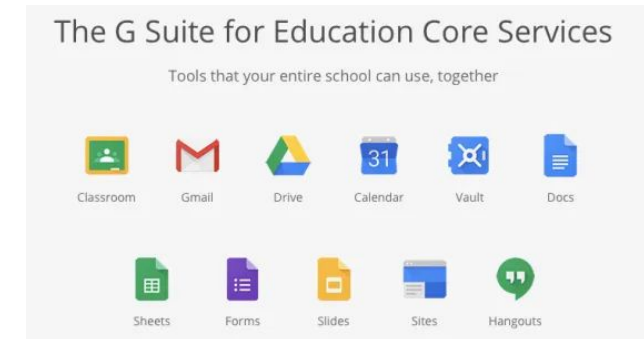 The G Suite for Education Core Services
Tools that your entire school can use, together
31
Classroom Gmail Drive Calendar Vault Docs
Sheets Forms Slides Sites Hangouts